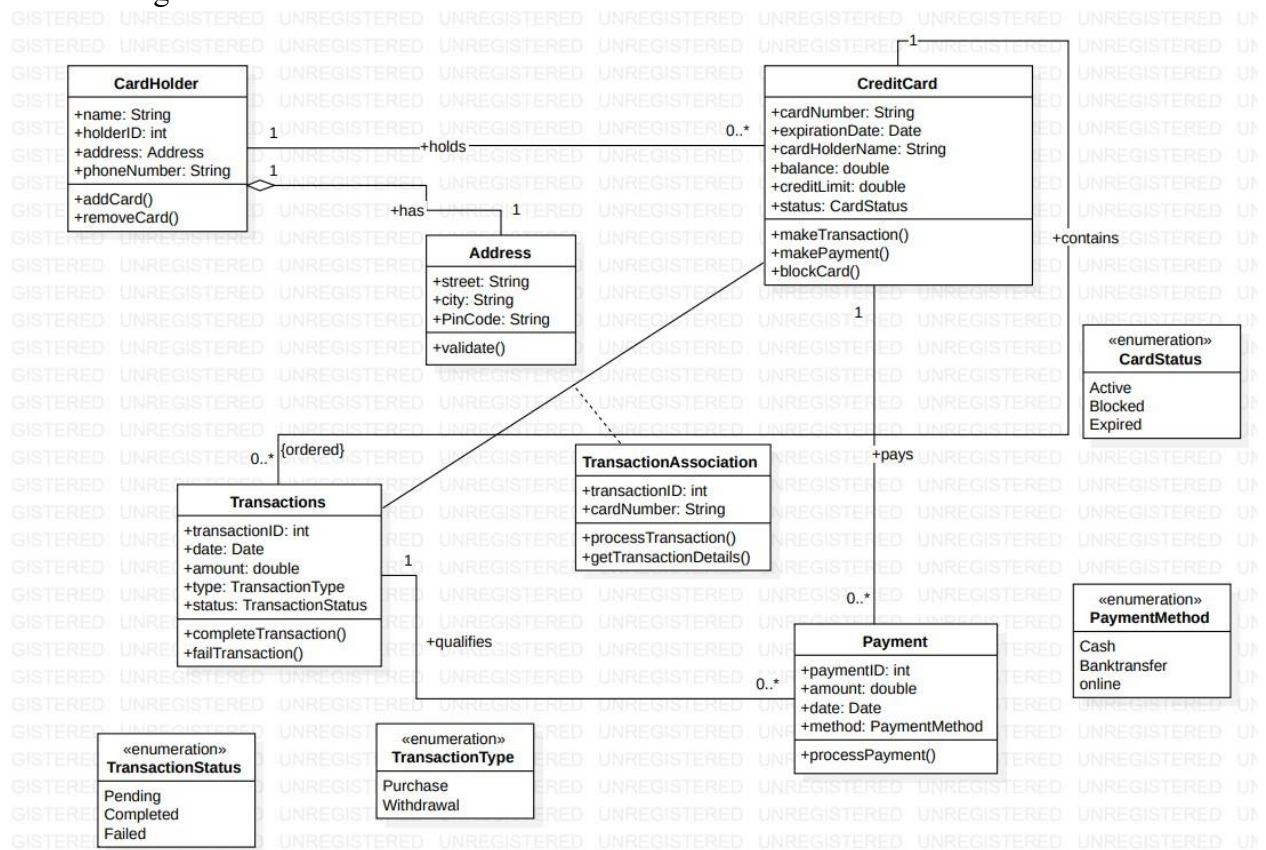 CardHolder
+name: String
+holderID: int
+address: Address
+phoneNumber: String
+addCard()
+removeCard()
1
+holds
0..*
1
+has
1
CreditCard
+cardNumber: String
+expirationDate: Date
+cardHolderName: String
+balance: double
+creditLimit: double
+status: CardStatus
+makeTransaction()
+makePayment()
+blockCard()
1
+contains
0..*
{ordered}
Address
+street: String
+city: String
+PinCode: String
+validate()
«enumeration»
CardStatus
Active
Blocked
Expired
1
+pays
0..*
TransactionAssociation
+transactionID: int
+cardNumber: String
+processTransaction()
+getTransactionDetails()
Transactions
+transactionID: int
+date: Date
+amount: double
+type: TransactionType
+status: TransactionStatus
+completeTransaction()
+failTransaction()
1
+qualifies
0..*
Payment
+paymentID: int
+amount: double
+date: Date
+method: PaymentMethod
+processPayment()
«enumeration»
PaymentMethod
Cash
Banktransfer
online
«enumeration»
TransactionStatus
Pending
Completed
Failed
«enumeration»
TransactionType
Purchase
Withdrawal
UNREGISTERED